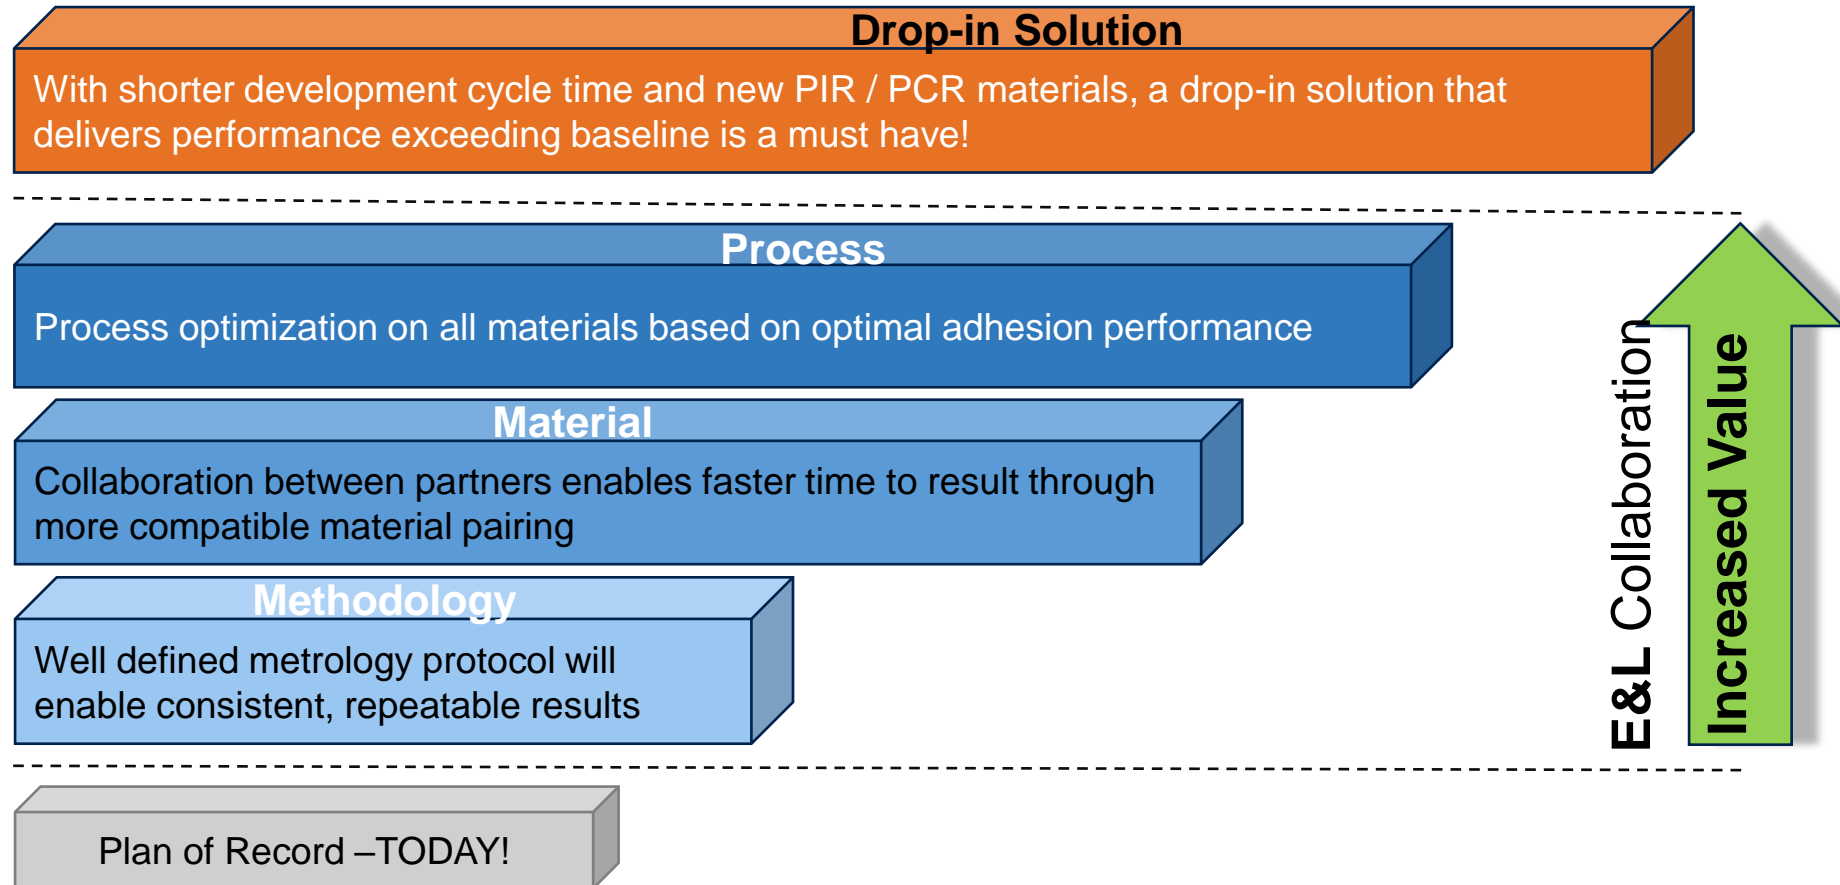 Drop-in Solution
With shorter development cycle time and new PIR / PCR materials, a drop-in solution that
delivers performance exceeding baseline is a must have!
Process
Process optimization on all materials based on optimal adhesion performance
Material
Collaboration between partners enables faster time to result through
more compatible material pairing
Methodology
Well defined metrology protocol will
enable consistent, repeatable results
Plan of Record –TODAY!
E&L Collaboration
Increased Value